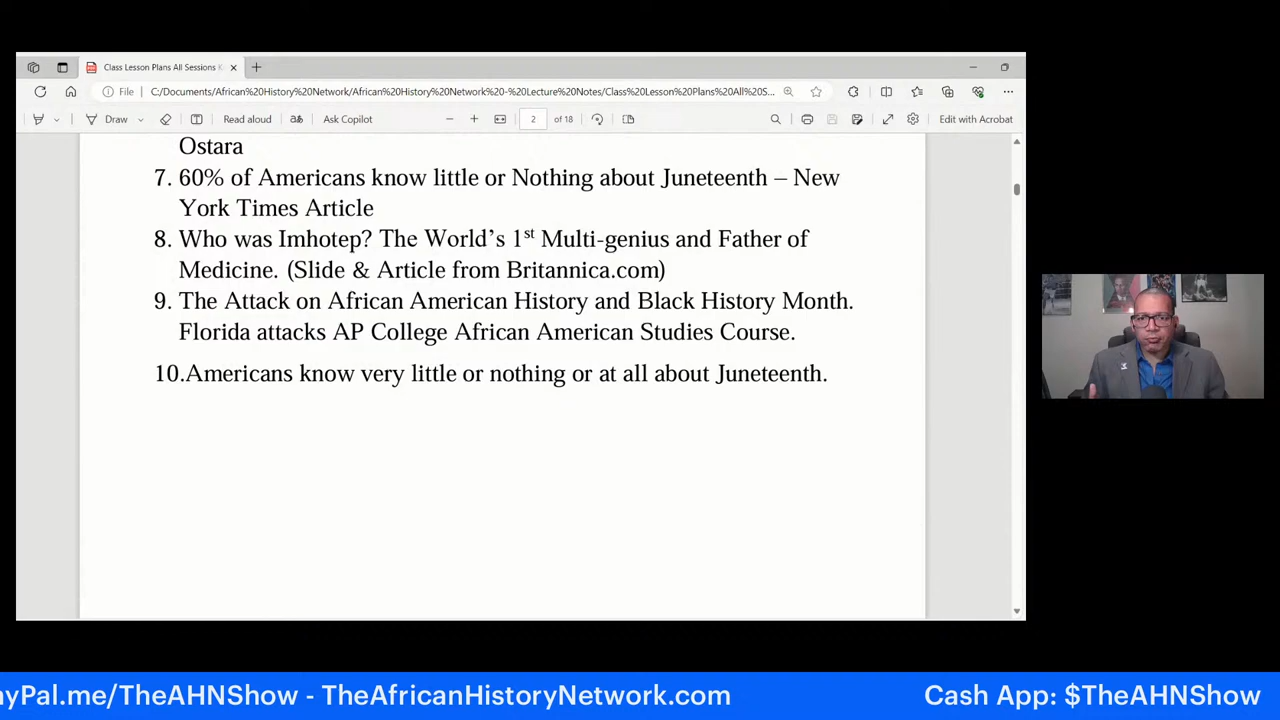 Class Lesson Plans All Sessions K
File
C:/Documents/African%20History%20Network/African%20History%20Network%20-%20Lecture%20Notes/Class%20Lesson%20Plans%20All%20S...
Draw
Read aloud
Ask Copilot
2
of 18
Edit with Acrobat
Ostara
7. 60% of Americans know little or Nothing about Juneteenth – New
York Times Article
8. Who was Imhotep? The World’s 1st Multi-genius and Father of
Medicine. (Slide & Article from Britannica.com)
9. The Attack on African American History and Black History Month.
Florida attacks AP College African American Studies Course.
10.Americans know very little or nothing or at all about Juneteenth.
ayPal.me/TheAHNShow - TheAfricanHistoryNetwork.com
Cash App: $TheAHNShow